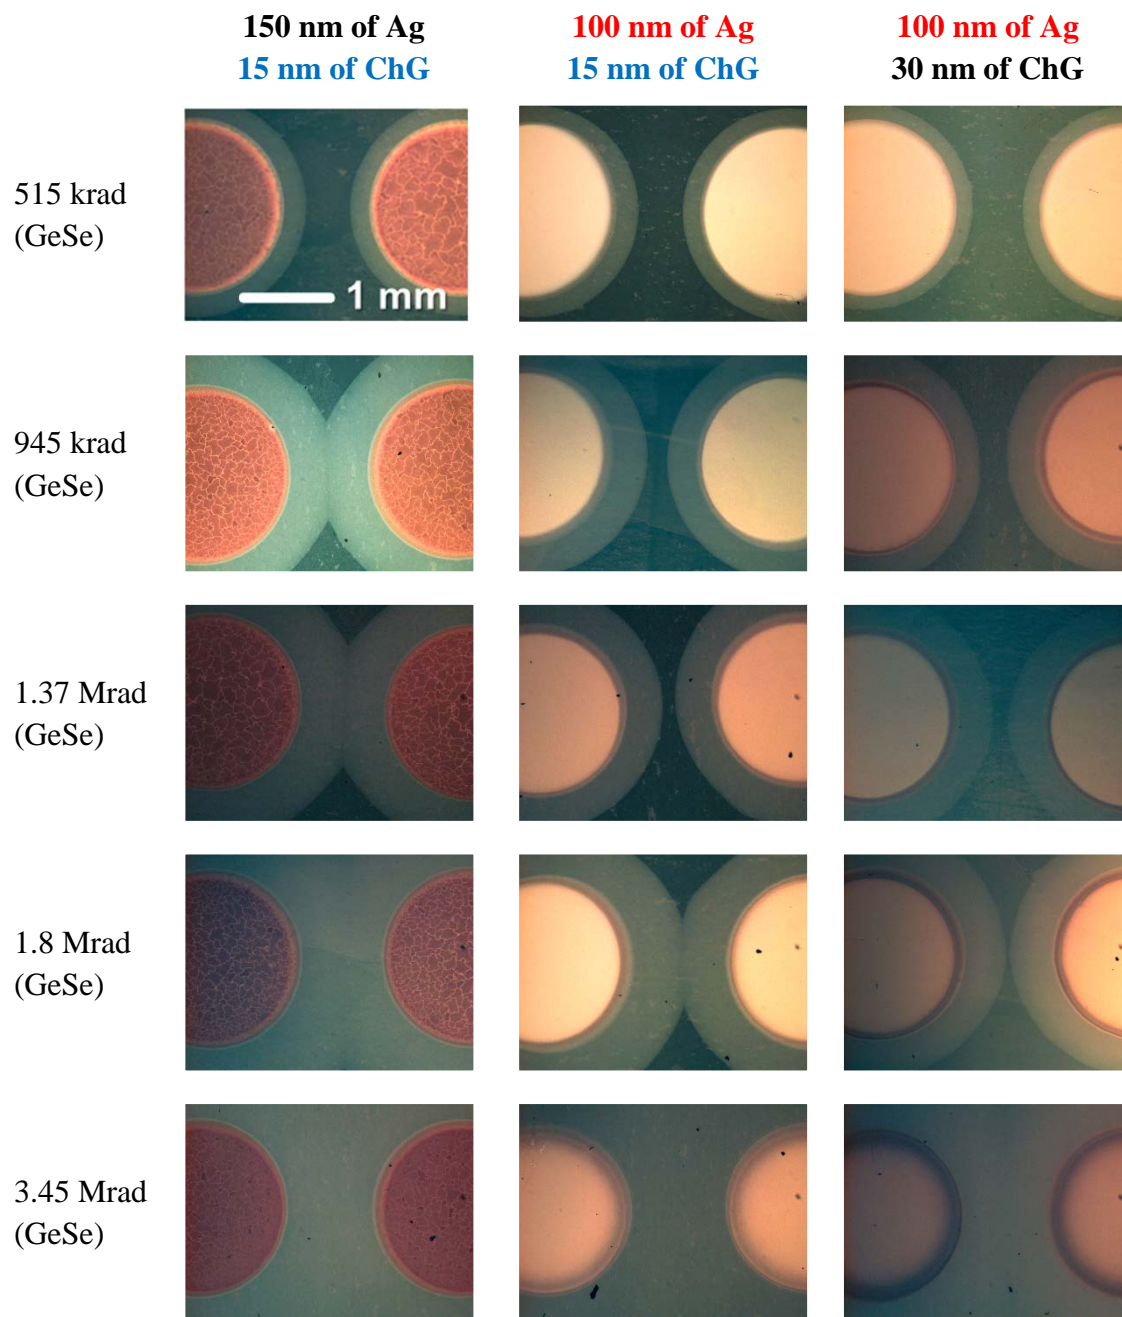 150 nm of Ag
15 nm of ChG
100 nm of Ag
15 nm of ChG
100 nm of Ag
30 nm of ChG
515 krad
(GeSe)
1 mm
945 krad
(GeSe)
1.37 Mrad
(GeSe)
1.8 Mrad
(GeSe)
3.45 Mrad
(GeSe)